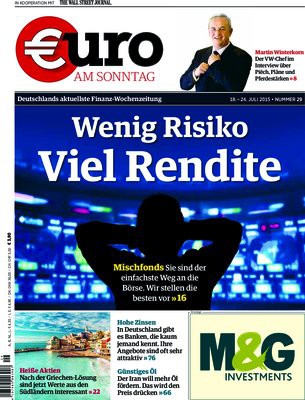 IN KOOPERATION MIT THE WALL STREET JOURNAL
€uro
AM SONNTAG
Martin Winterkorn
Der VW-Chef im
Interview über
Piëch, Pläne und
Pferdestärken »8
Deutschlands aktuellste Finanz-Wochenzeitung
18. – 24. JULI 2015 • NUMMER 29
Wenig Risiko
Viel Rendite
Mischfonds Sie sind der
einfachste Weg an die
Börse. Wir stellen die
besten vor »16
€ 3,90
Heiße Aktien
Nach der Griechen-Lösung
sind jetzt Werte aus den
Südländern interessant »22
Hohe Zinsen
In Deutschland gibt
es Banken, die kaum
jemand kennt. Ihre
Angebote sind oft sehr
attraktiv »76
Günstiges Öl
Der Iran will mehr Öl
fördern. Das wird den
Preis drücken »66
M&G
INVESTMENTS